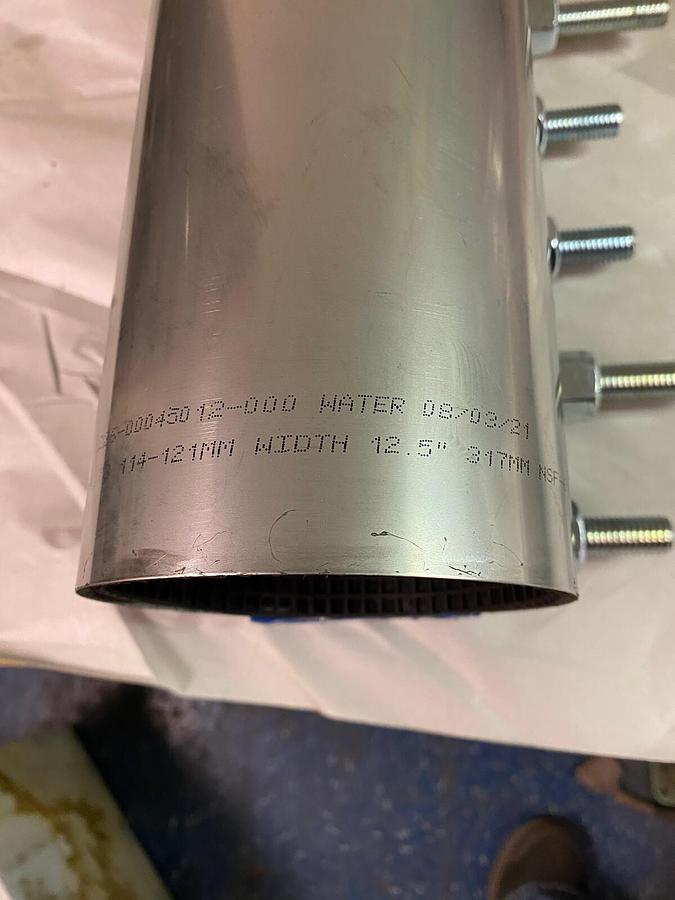 -00045012-000 WATER 08/03/21
114-121MM WIDTH 12.5" 317MM NSF-